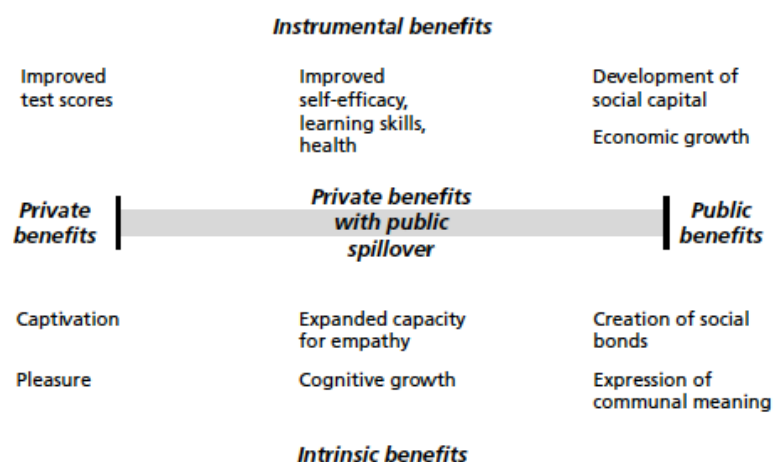 Instrumental benefits
Improved
test scores
Improved
self-efficacy,
learning skills,
health
Development of
social capital
Economic growth
Private
benefits
Private benefits
with public
spillover
Public
benefits
Captivation
Pleasure
Expanded capacity
for empathy
Cognitive growth
Creation of social
bonds
Expression of
communal meaning
Intrinsic benefits